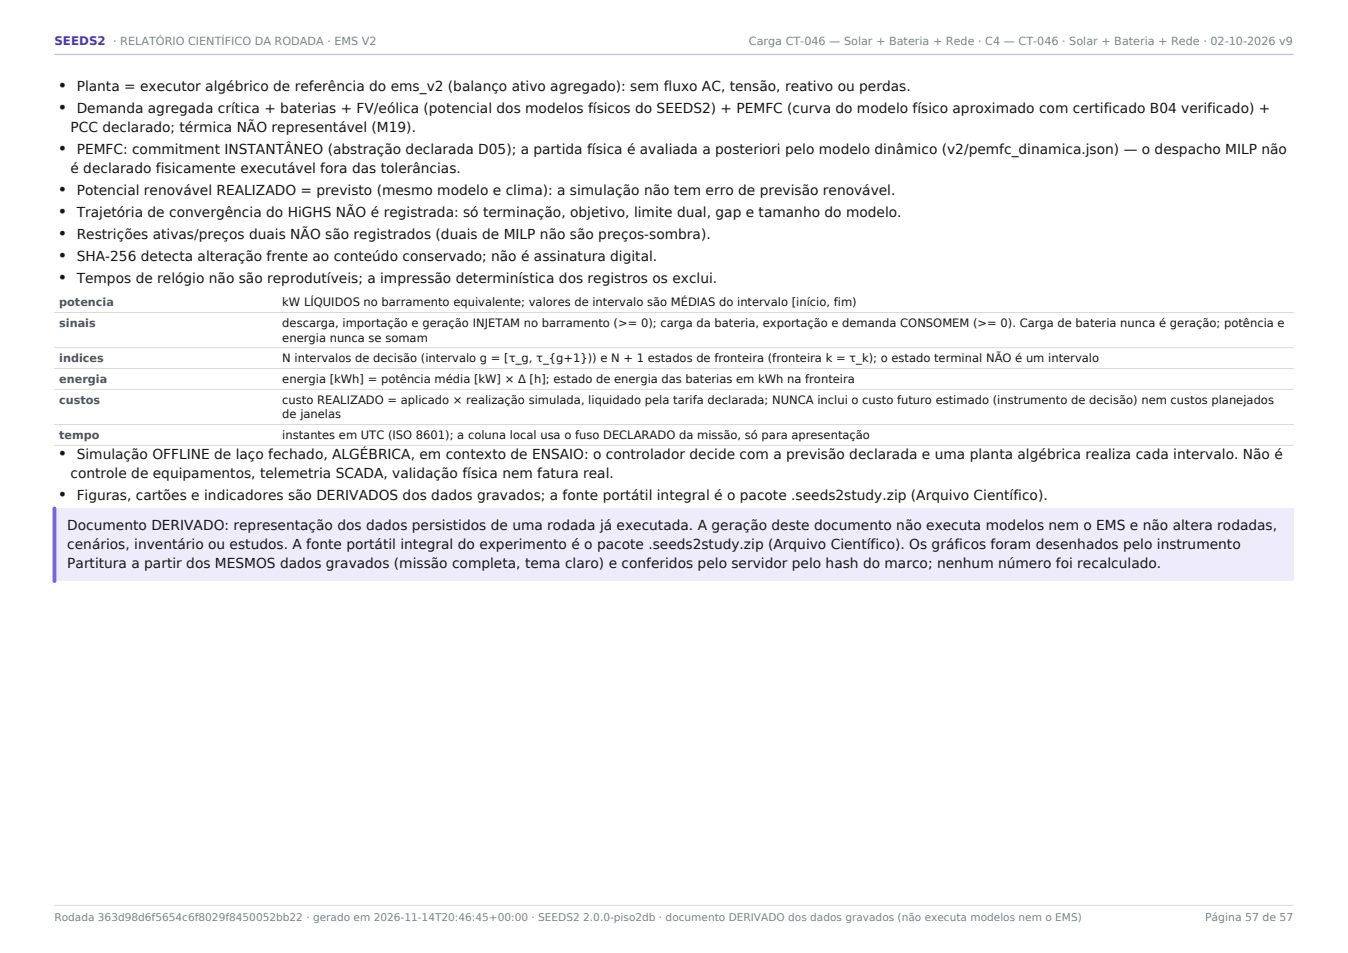 SEEDS2 · RELATÓRIO CIENTÍFICO DA RODADA · EMS V2
Carga CT-046 — Solar + Bateria + Rede · C4 — CT-046 · Solar + Bateria + Rede · 02-10-2026 v9
• Planta = executor algébrico de referência do ems_v2 (balanço ativo agregado): sem fluxo AC, tensão, reativo ou perdas.
• Demanda agregada crítica + baterias + FV/eólica (potencial dos modelos físicos do SEEDS2) + PEMFC (curva do modelo físico aproximado com certificado B04 verificado) +
PCC declarado; térmica NÃO representável (M19).
• PEMFC: commitment INSTANTÂNEO (abstração declarada D05); a partida física é avaliada a posteriori pelo modelo dinâmico (v2/pemfc_dinamica.json) — o despacho MILP não
é declarado fisicamente executável fora das tolerâncias.
• Potencial renovável REALIZADO = previsto (mesmo modelo e clima): a simulação não tem erro de previsão renovável.
• Trajetória de convergência do HiGHS NÃO é registrada: só terminação, objetivo, limite dual, gap e tamanho do modelo.
• Restrições ativas/preços duais NÃO são registrados (duais de MILP não são preços-sombra).
• SHA-256 detecta alteração frente ao conteúdo conservado; não é assinatura digital.
• Tempos de relógio não são reprodutíveis; a impressão determinística dos registros os exclui.
potencia kW LÍQUIDOS no barramento equivalente; valores de intervalo são MÉDIAS do intervalo [início, fim)
sinais descarga, importação e geração INJETAM no barramento (>= 0); carga da bateria, exportação e demanda CONSOMEM (>= 0). Carga de bateria nunca é geração; potência e
energia nunca se somam
indices N intervalos de decisão (intervalo g = [τ_g, τ_{g+1})) e N + 1 estados de fronteira (fronteira k = τ_k); o estado terminal NÃO é um intervalo
energia energia [kWh] = potência média [kW] × Δ [h]; estado de energia das baterias em kWh na fronteira
custos custo REALIZADO = aplicado × realização simulada, liquidado pela tarifa declarada; NUNCA inclui o custo futuro estimado (instrumento de decisão) nem custos planejados
de janelas
tempo instantes em UTC (ISO 8601); a coluna local usa o fuso DECLARADO da missão, só para apresentação
• Simulação OFFLINE de laço fechado, ALGÉBRICA, em contexto de ENSAIO: o controlador decide com a previsão declarada e uma planta algébrica realiza cada intervalo. Não é
controle de equipamentos, telemetria SCADA, validação física nem fatura real.
• Figuras, cartões e indicadores são DERIVADOS dos dados gravados; a fonte portátil integral é o pacote .seeds2study.zip (Arquivo Científico).
Documento DERIVADO: representação dos dados persistidos de uma rodada já executada. A geração deste documento não executa modelos nem o EMS e não altera rodadas,
cenários, inventário ou estudos. A fonte portátil integral do experimento é o pacote .seeds2study.zip (Arquivo Científico). Os gráficos foram desenhados pelo instrumento
Partitura a partir dos MESMOS dados gravados (missão completa, tema claro) e conferidos pelo servidor pelo hash do marco; nenhum número foi recalculado.
Rodada 363d98d6f5654c6f8029f8450052bb22 · gerado em 2026-11-14T20:46:45+00:00 · SEEDS2 2.0.0-piso2db · documento DERIVADO dos dados gravados (não executa modelos nem o EMS)
Página 57 de 57